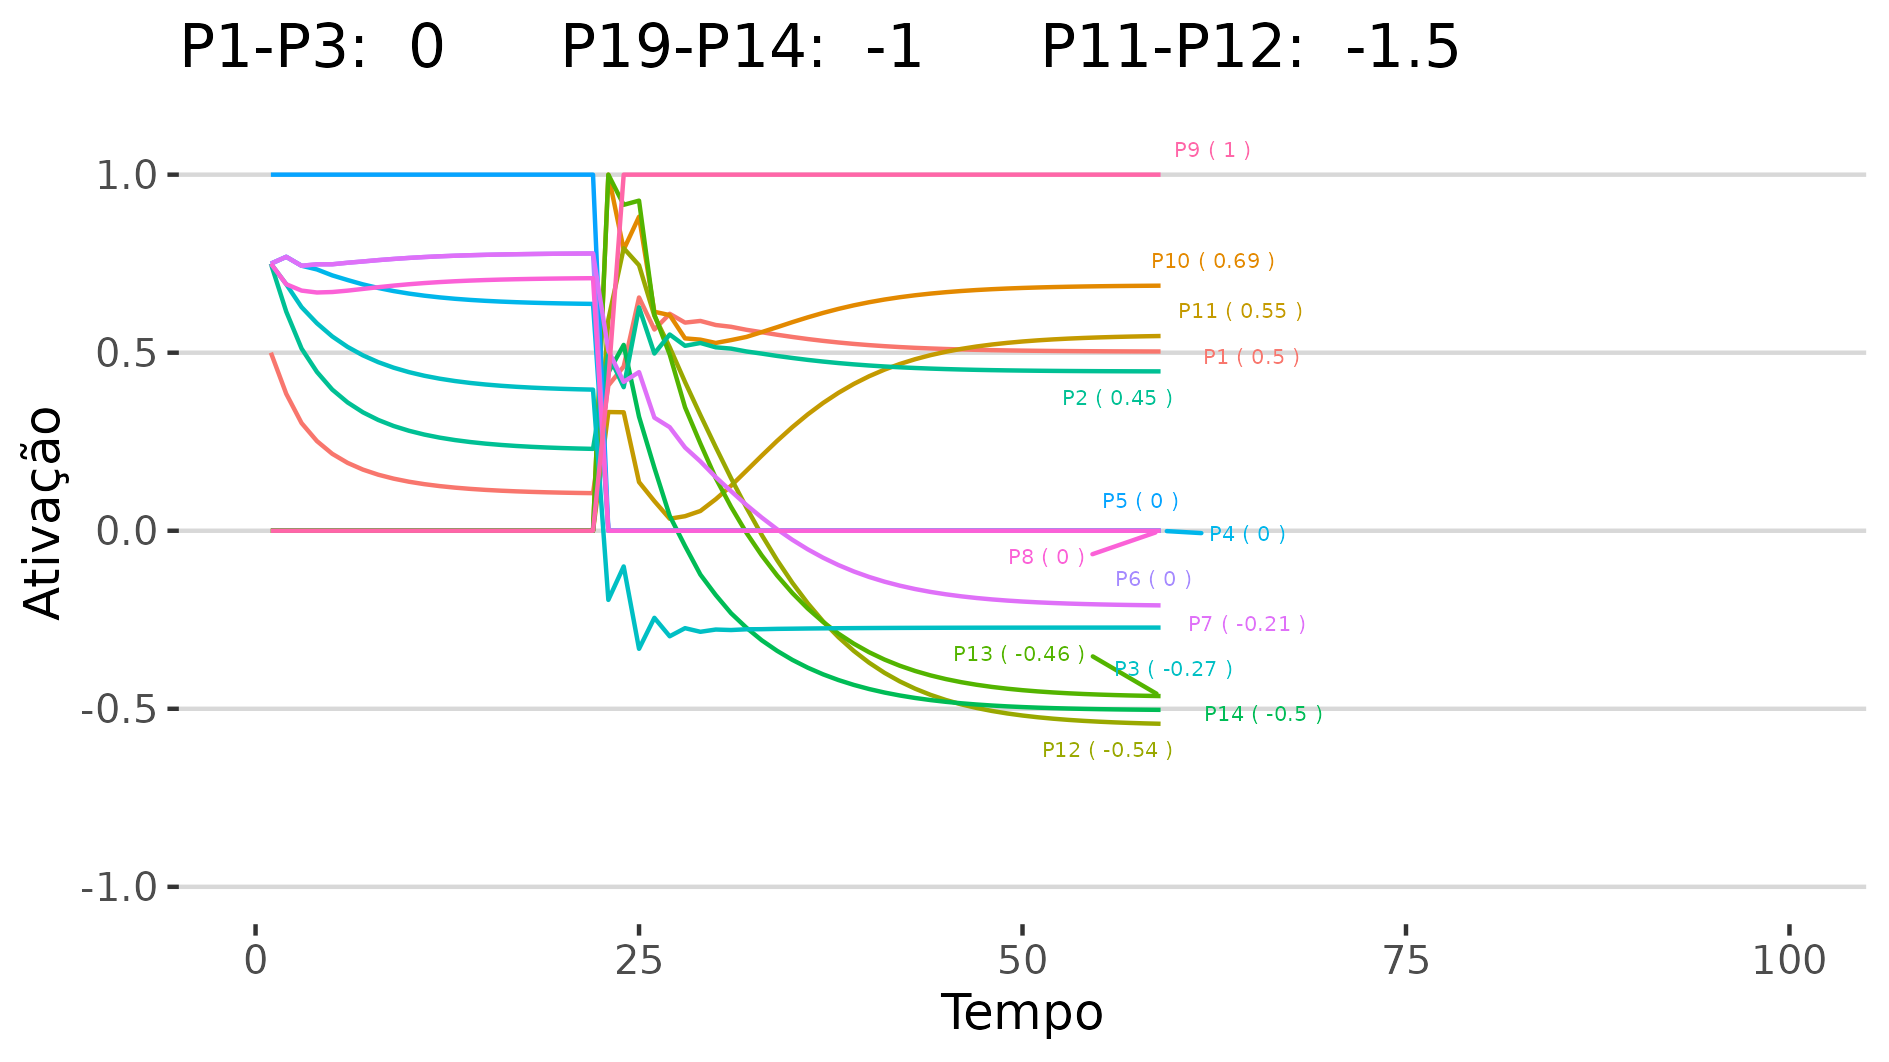 P1-P3:  0      P19-P14:  -1      P11-P12:  -1.5
P9 ( 1 )
1.0
P10 ( 0.69 )
P11 ( 0.55 )
0.5
P1 ( 0.5 )
P2 ( 0.45 )
P5 ( 0 )
0.0
P4 ( 0 )
P8 ( 0 )
P6 ( 0 )
P7 ( -0.21 )
P13 ( -0.46 )
P3 ( -0.27 )
-0.5
P14 ( -0.5 )
P12 ( -0.54 )
-1.0
Ativação
0 25 50 75 100
Tempo